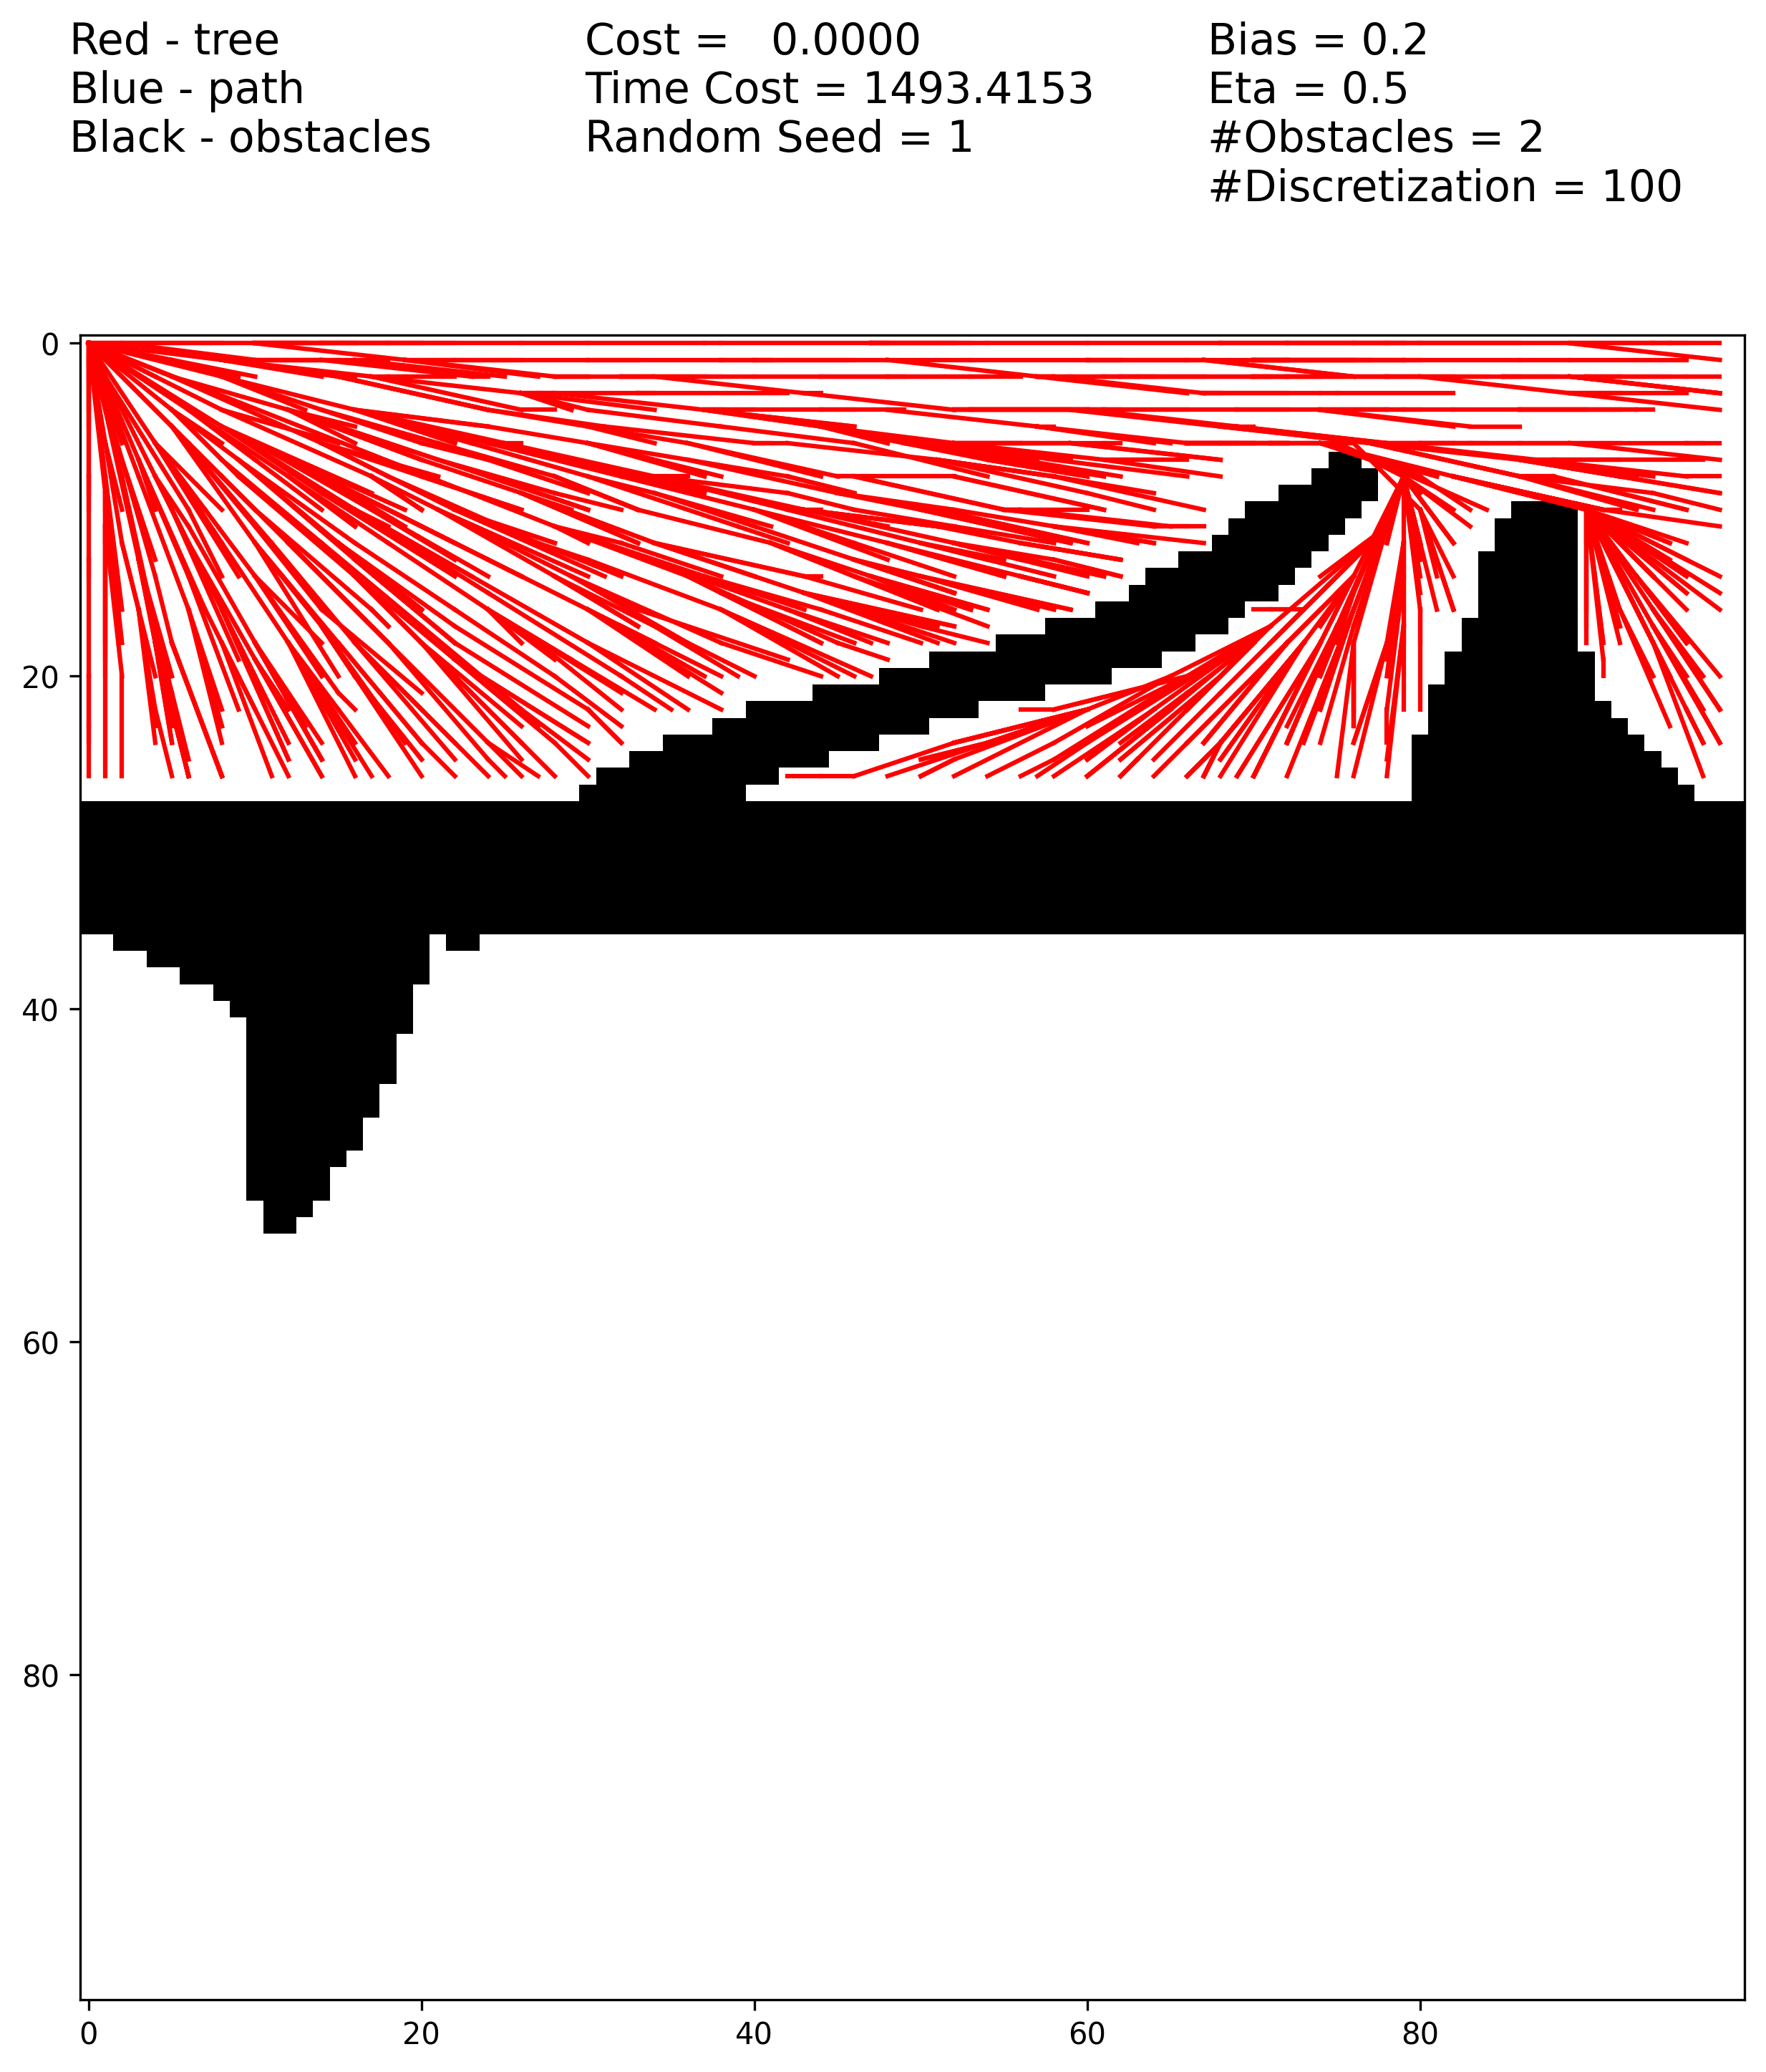 Red - tree
Blue - path
Black - obstacles
Cost =   0.0000
Time Cost = 1493.4153
Random Seed = 1
Bias = 0.2
Eta = 0.5
#Obstacles = 2
#Discretization = 100
0
20
40
60
80
0
20
40
60
80